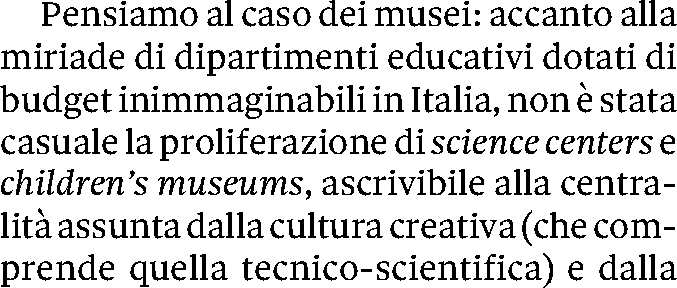 Pensiamo al caso dei musei: accanto alla
miriade di dipartimenti educativi dotati di
budget inimmaginabili in Italia, non è stata
casuale la proliferazione di science centers e
children’s museums, ascrivibile alla centra-
lità assunta dalla cultura creativa (che com-
prende quella tecnico-scientifica) e dalla